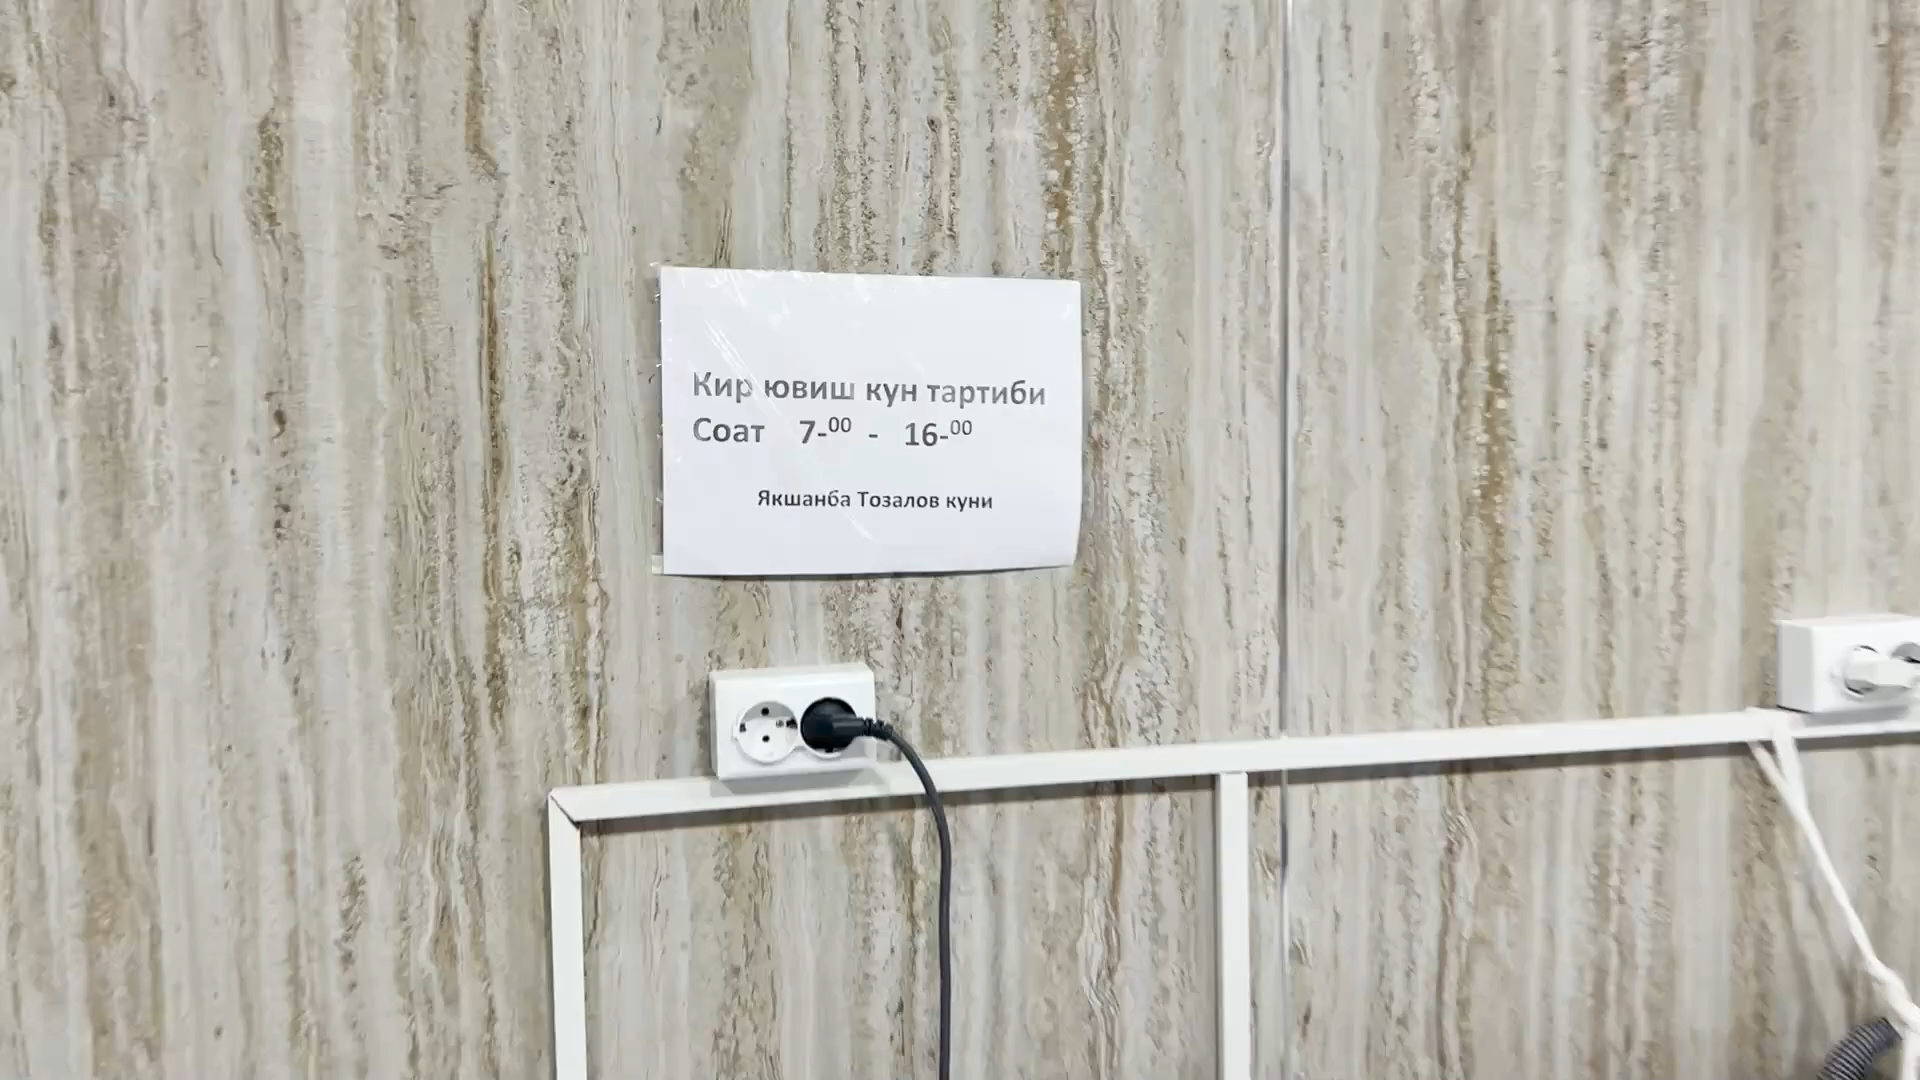 Кир ювиш кун тартиби
Соат 7-00 - 16-00
Якшанба Тозалов куни